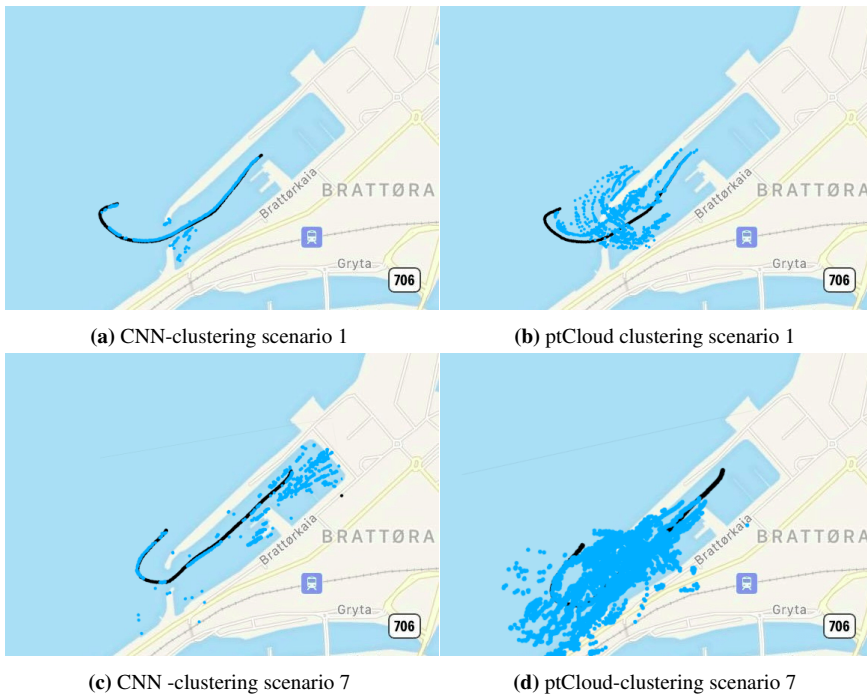 Brattørkaia
BRATTØRA
Gryta
706
Brattørkaia
BRATTØRA
Gryta
706
(a) CNN-clustering scenario 1
(b) ptCloud clustering scenario 1
Brattørkaia
BRATTØRA
Gryta
706
Brattørkaia
BRATTØRA
Gryta
706
(c) CNN -clustering scenario 7
(d) ptCloud-clustering scenario 7